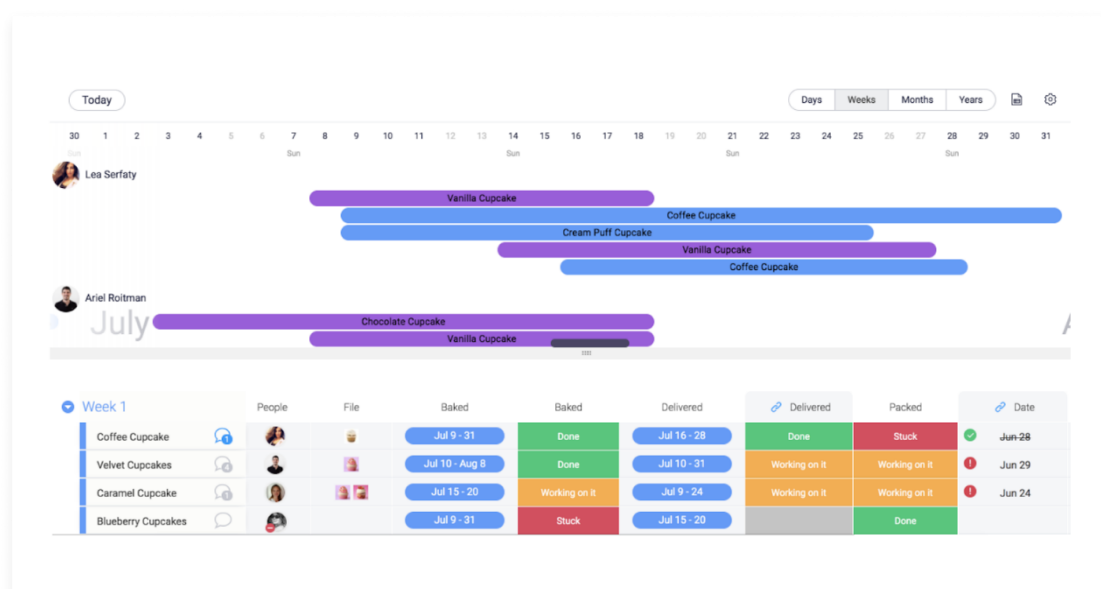 Today Days Weeks Months Years
30 1 2 3 4 5 6 7 8 9 10 11 12 13 14 15 16 17 18 19 20 21 22 23 24 25 26 27 28 29 30 31
Sun Sun Sun Sun Sun
Lea Serfaty
Vanilla Cupcake
Coffee Cupcake
Cream Puff Cupcake
Vanilla Cupcake
Coffee Cupcake
Ariel Roitman
July
Chocolate Cupcake
Vanilla Cupcake
Week 1 People File Baked Baked Delivered Delivered Packed Date
Coffee Cupcake 1 Jul 9 - 31 Done Jul 16 - 28 Done Stuck Jun 28
Velvet Cupcakes 4 Jul 10 - Aug 8 Done Jul 10 - 31 Working on it Working on it Jun 29
Caramel Cupcake 1 Jul 15 - 20 Working on it Jul 9 - 24 Working on it Working on it Jun 24
Blueberry Cupcakes Jul 9 - 31 Stuck Jul 15 - 20 Done